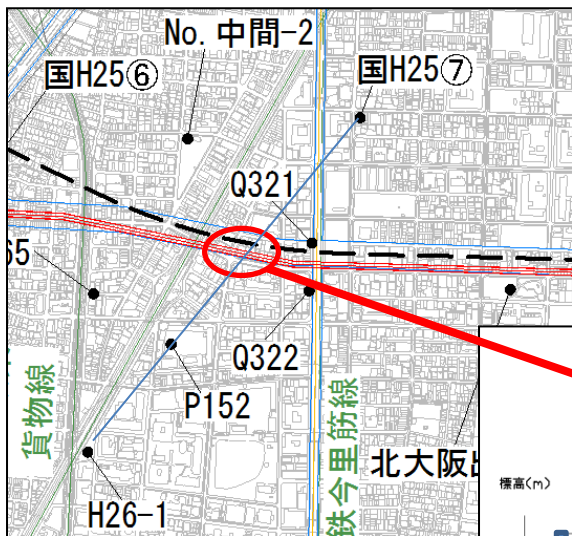 No. 中間-2
国H25⑥
国H25⑦
Q321
65
Q322
P152
貨物線
鉄今里筋線
北大阪
H26-1
標高(m)